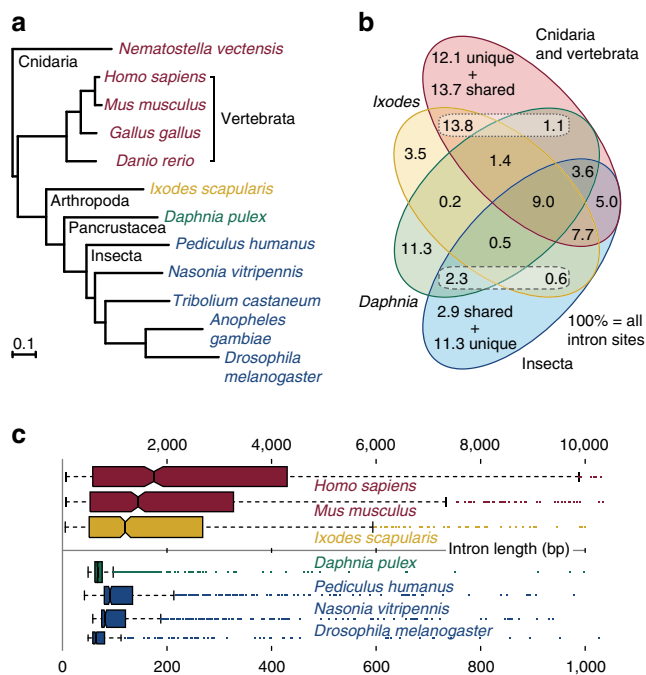 a
Nematostella vectensis
Cnidaria
Homo sapiens
Mus musculus
Vertebrata
Gallus gallus
Danio rerio
Ixodes scapularis
Arthropoda
Daphnia pulex
Pancrustacea
Pediculus humanus
Insecta
Nasonia vitripennis
Tribolium castaneum
Anopheles
gambiae
0.1
Drosophila
melanogaster
b
Cnidaria
and vertebrata
12.1 unique
+
13.7 shared
Ixodes
13.8 1.1
3.5 1.4 3.6
0.2 9.0 5.0
11.3 0.5 7.7
2.3 0.6
Daphnia
2.9 shared
+
11.3 unique
100% = all
intron sites
Insecta
c
2,000 4,000 6,000 8,000 10,000
Homo sapiens
Mus musculus
Ixodes scapularis
Intron length (bp)
Daphnia pulex
Pediculus humanus
Nasonia vitripennis
Drosophila melanogaster
0 200 400 600 800 1,000